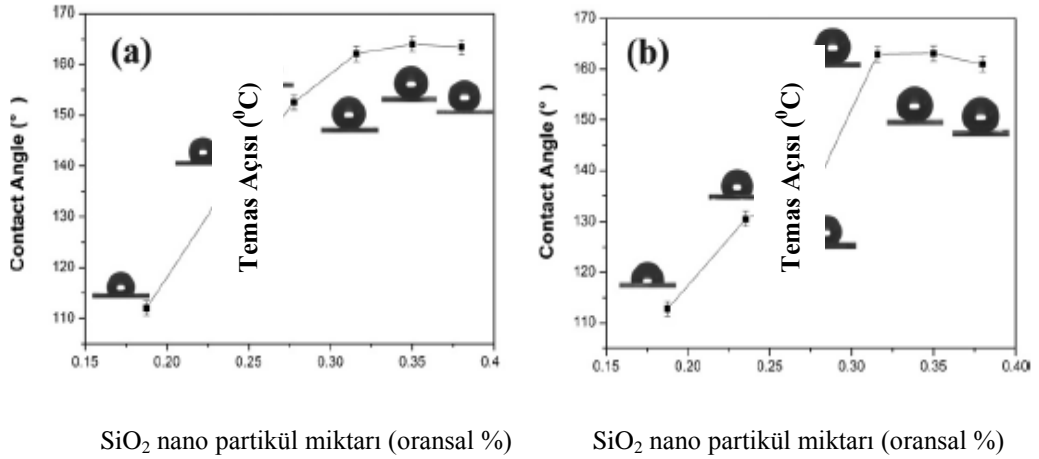 170
160
150
140
130
120
110
Contact Angle (°)
(a)
Temas Açısı (⁰C)
0.15 0.20 0.25 0.30 0.35 0.4
SiO₂ nano partikül miktarı (oransal %)
170
160
150
140
130
120
110
Contact Angle (°)
(b)
Temas Açısı (⁰C)
0.15 0.20 0.25 0.30 0.35 0.40
SiO₂ nano partikül miktarı (oransal %)